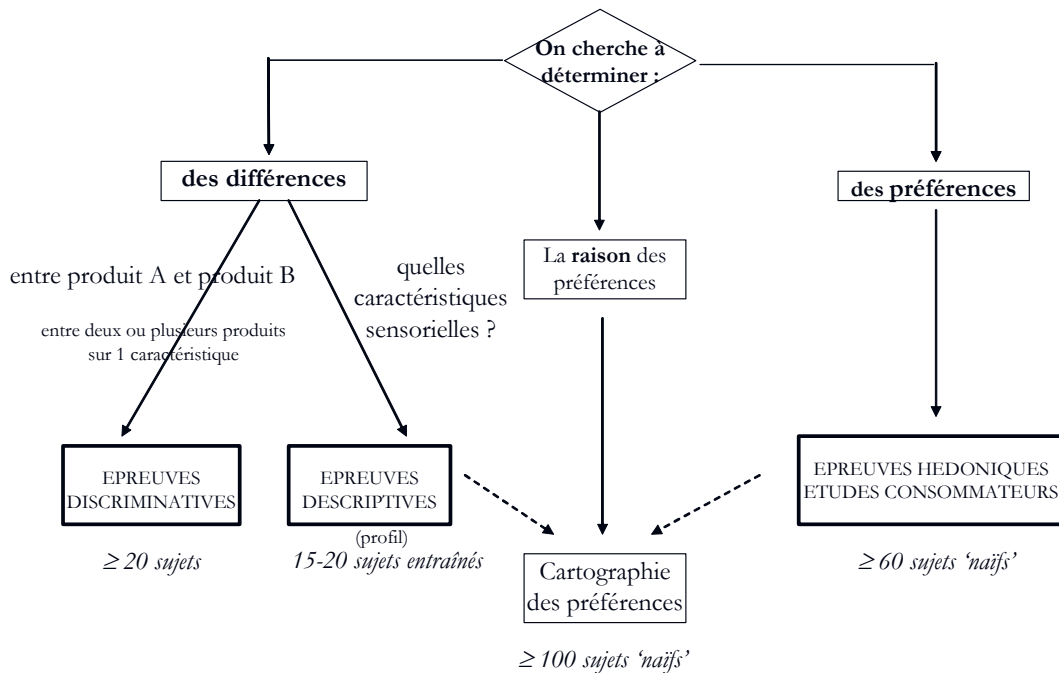 On cherche à
déterminer :
des différences
des préférences
La raison des
préférences
entre produit A et produit B
entre deux ou plusieurs produits
sur 1 caractéristique
quelles
caractéristiques
sensorielles ?
EPREUVES
DISCRIMINATIVES
≥ 20 sujets
EPREUVES
DESCRIPTIVES
(profil)
15-20 sujets entraînés
EPREUVES HEDONIQUES
ETUDES CONSOMMATEURS
≥ 60 sujets ‘naïfs’
Cartographie
des préférences
≥ 100 sujets ‘naïfs’